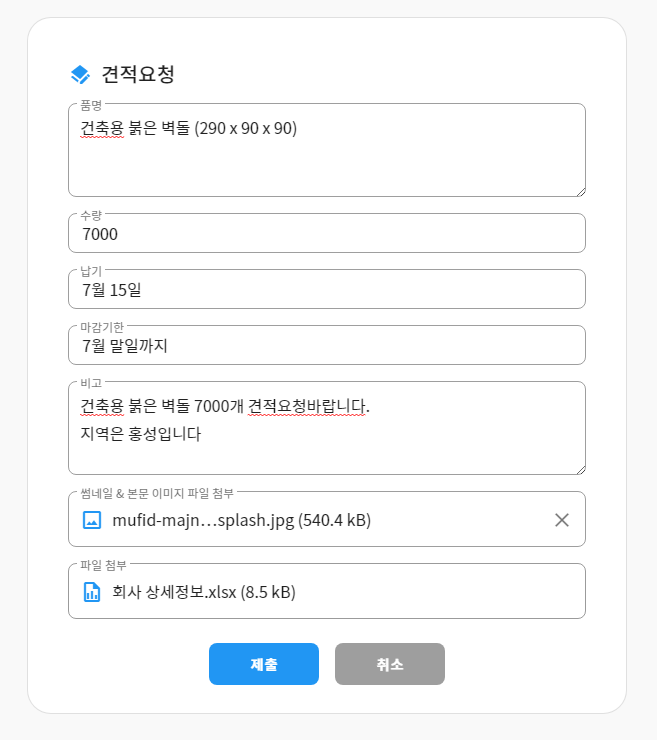 견적요청
품명
건축용 붉은 벽돌 (290 x 90 x 90)
수량
7000
납기
7월 15일
마감기한
7월 말일까지
비고
건축용 붉은 벽돌 7000개 견적요청바랍니다.
지역은 홍성입니다
썸네일 & 본문 이미지 파일 첨부
mufid-majn…splash.jpg (540.4 kB)
파일 첨부
회사 상세정보.xlsx (8.5 kB)
제출 취소